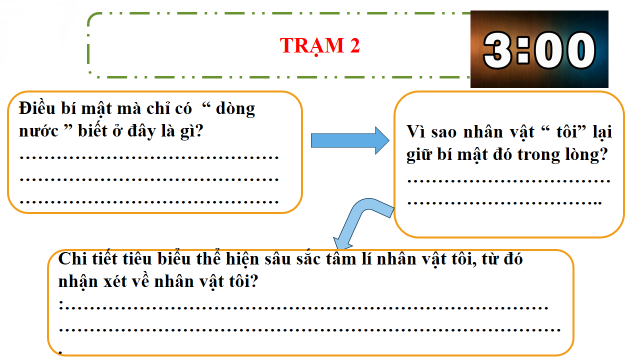 TRẠM 2
3:00
Điều bí mật mà chỉ có “ dòng
nước ” biết ở đây là gì?
……………………………………
……………………………………
……………………………………
Vì sao nhân vật “ tôi” lại
giữ bí mật đó trong lòng?
……………………………
…………………………..
Chi tiết tiêu biểu thể hiện sâu sắc tâm lí nhân vật tôi, từ đó
nhận xét về nhân vật tôi?
:……………………………………………………………………
………………………………………………………………………
.